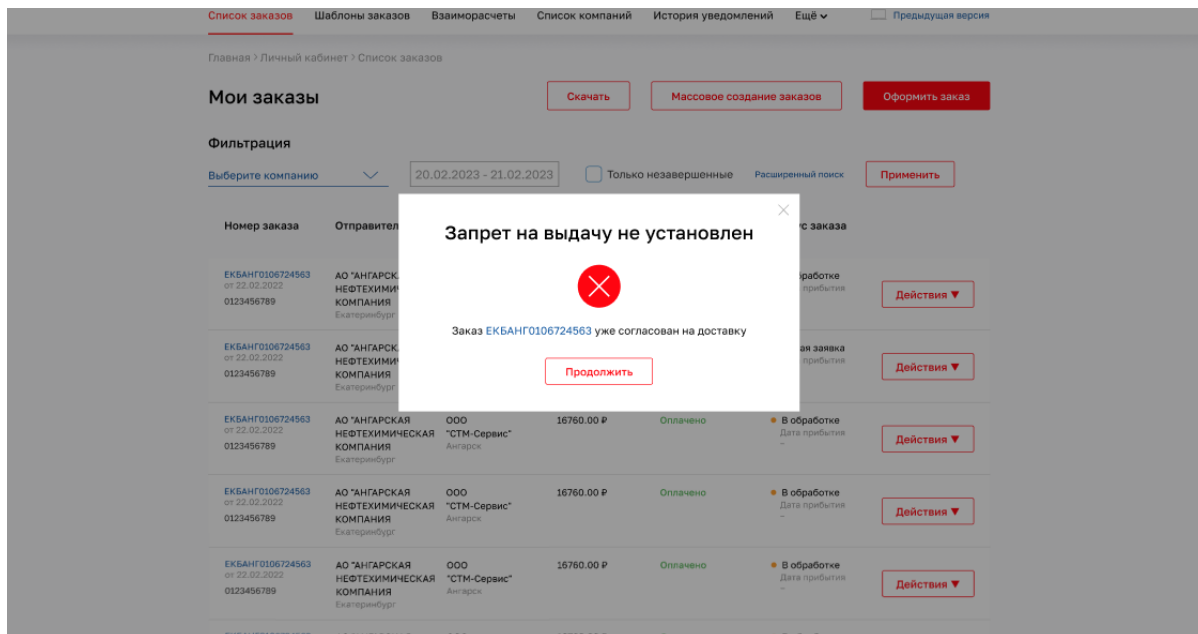 Список заказов Шаблоны заказов Взаиморасчеты Список компаний История уведомлений Ещё Предыдущая версия
Главная > Личный кабинет > Список заказов
Мои заказы Скачать Массовое создание заказов Оформить заказ
Фильтрация
Выберите компанию 20.02.2023 - 21.02.2023 Только незавершенные Расширенный поиск Применить
Номер заказа Отправител с заказа
Запрет на выдачу не установлен
Заказ ЕКБАНГ0106724563 уже согласован на доставку
Продолжить
ЕКБАНГ0106724563 АО "АНГАРСК бработке
от 22.02.2022 НЕФТЕХИМИЧ прибытия
0123456789 КОМПАНИЯ Действия ▼
Екатеринбург
ЕКБАНГ0106724563 АО "АНГАРСК ая заявка
от 22.02.2022 НЕФТЕХИМИЧ прибытия
0123456789 КОМПАНИЯ Действия ▼
Екатеринбург
ЕКБАНГ0106724563 АО "АНГАРСКАЯ ООО 16760.00 ₽ Оплачено В обработке
от 22.02.2022 НЕФТЕХИМИЧЕСКАЯ "СТМ-Сервис" Дата прибытия
0123456789 КОМПАНИЯ Ангарск – Действия ▼
Екатеринбург
ЕКБАНГ0106724563 АО "АНГАРСКАЯ ООО 16760.00 ₽ Оплачено В обработке
от 22.02.2022 НЕФТЕХИМИЧЕСКАЯ "СТМ-Сервис" Дата прибытия
0123456789 КОМПАНИЯ Ангарск – Действия ▼
Екатеринбург
ЕКБАНГ0106724563 АО "АНГАРСКАЯ ООО 16760.00 ₽ Оплачено В обработке
от 22.02.2022 НЕФТЕХИМИЧЕСКАЯ "СТМ-Сервис" Дата прибытия
0123456789 КОМПАНИЯ Ангарск – Действия ▼
Екатеринбург